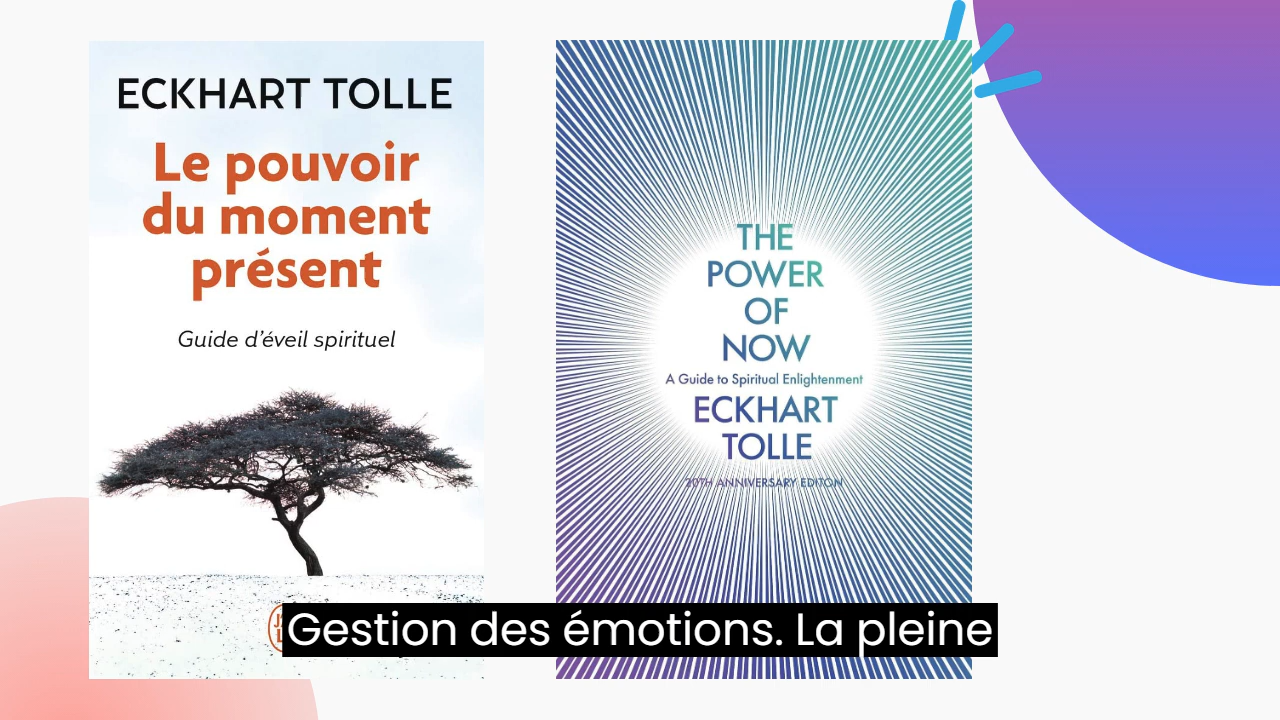 ECKHART TOLLE
Le pouvoir
du moment
présent
Guide d'éveil spirituel
THE
POWER
OF
NOW
A Guide to Spiritual Enlightenment
ECKHART
TOLLE
20TH ANNIVERSARY EDITON
Gestion des émotions. La pleine